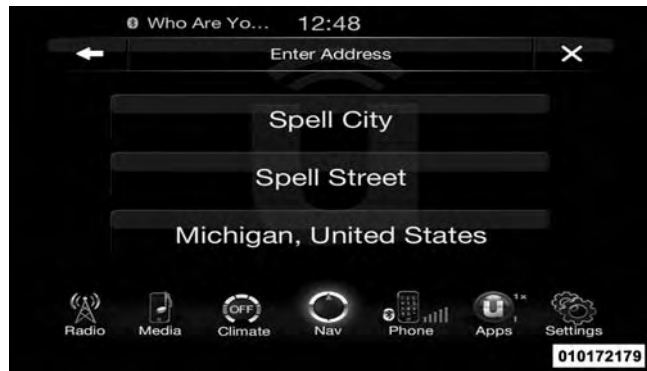 Who Are Yo... 12:48
Enter Address
Spell City
Spell Street
Michigan, United States
OFF 1x
Radio Media Climate Nav Phone Apps Settings
010172179